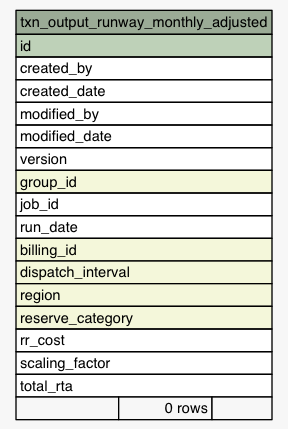 txn_output_runway_monthly_adjusted
id
created_by
created_date
modified_by
modified_date
version
group_id
job_id
run_date
billing_id
dispatch_interval
region
reserve_category
rr_cost
scaling_factor
total_rta
0 rows